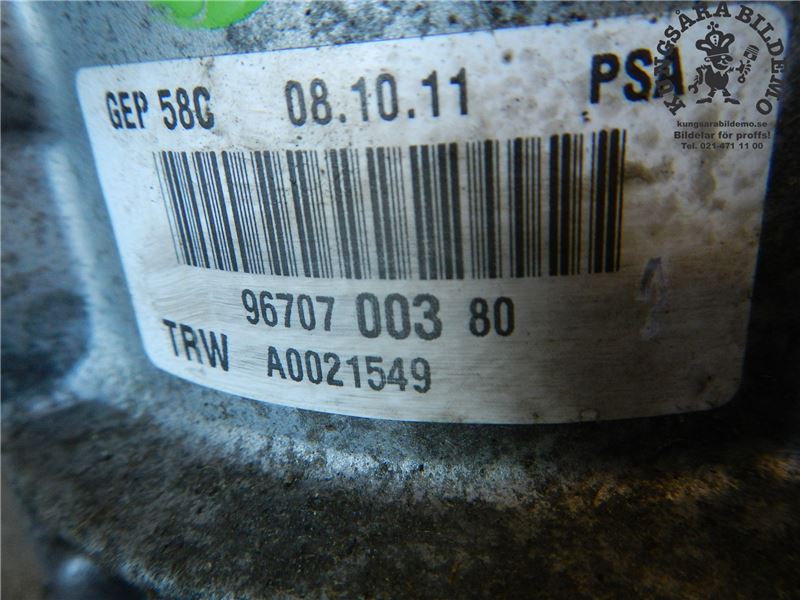 GEP 58C 08.10.11 PSA
96707 003 80
TRW A0021549
KUNGSÅRA BILDEMO
kungsarabildemo.se
Bildelar för proffs!
Tel. 021-471 11 00